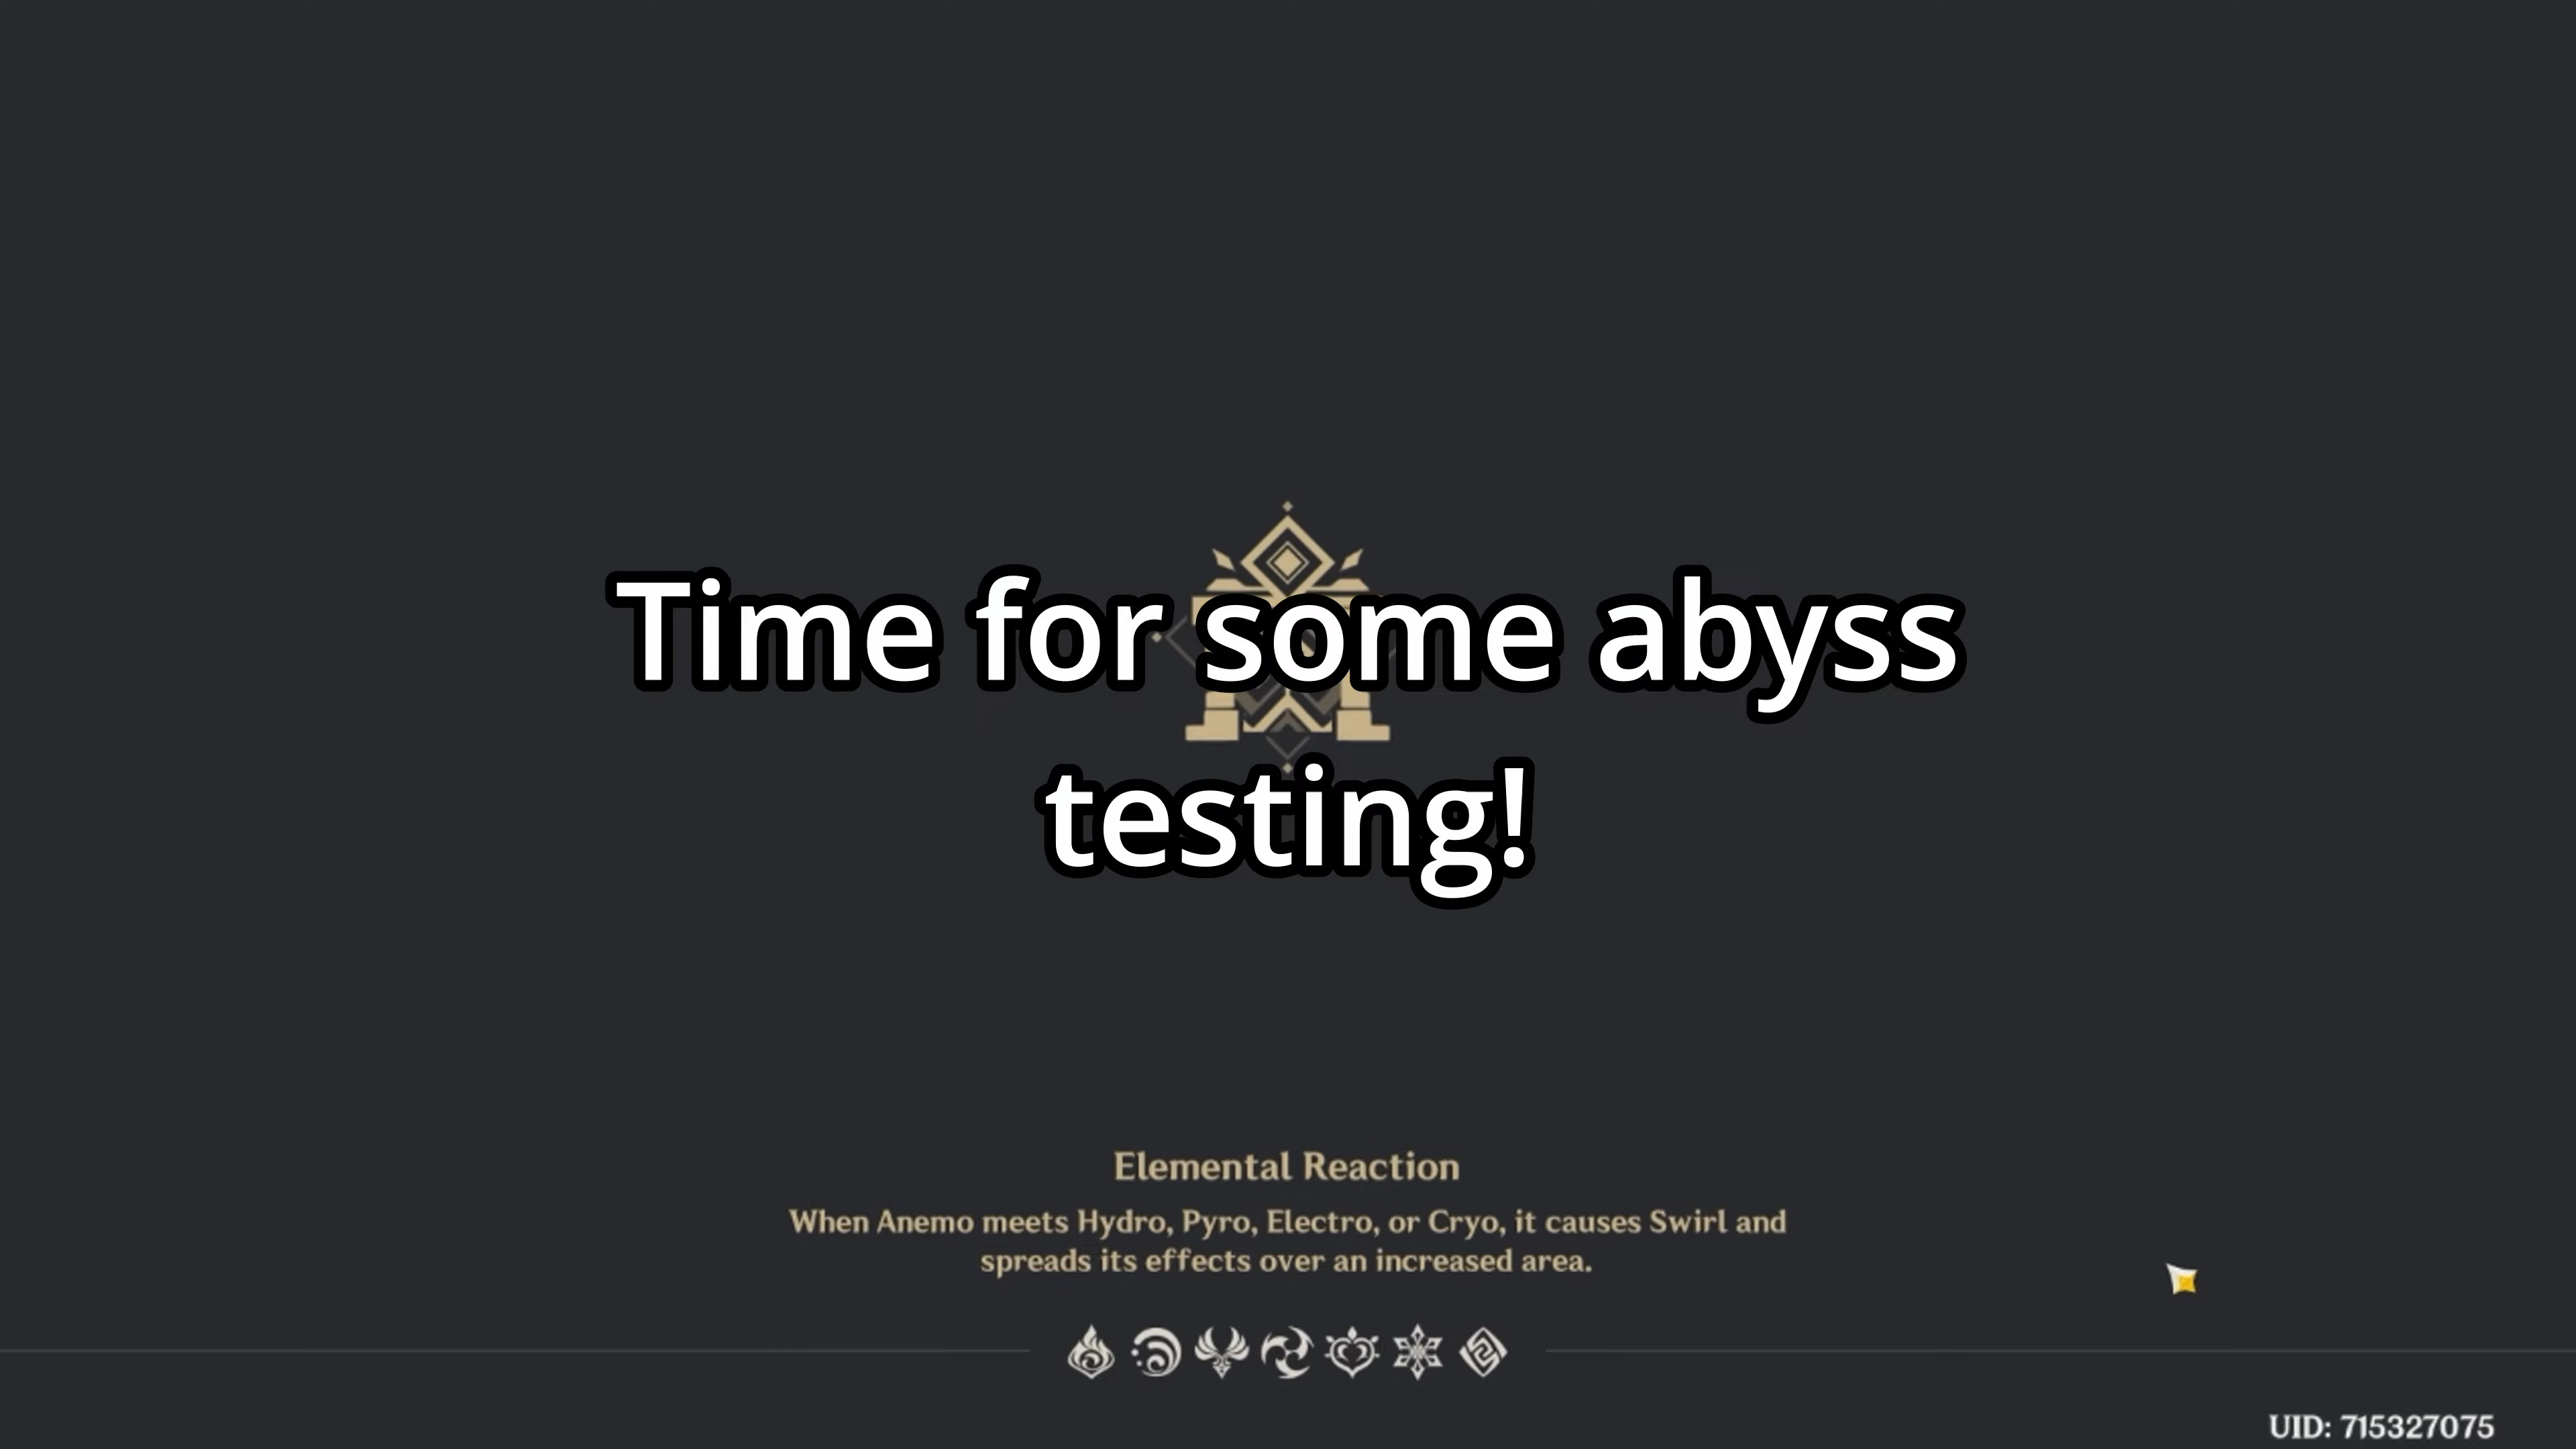 Time for some abyss
testing!
Elemental Reaction
When Anemo meets Hydro, Pyro, Electro, or Cryo, it causes Swirl and
spreads its effects over an increased area.
UID: 715327075